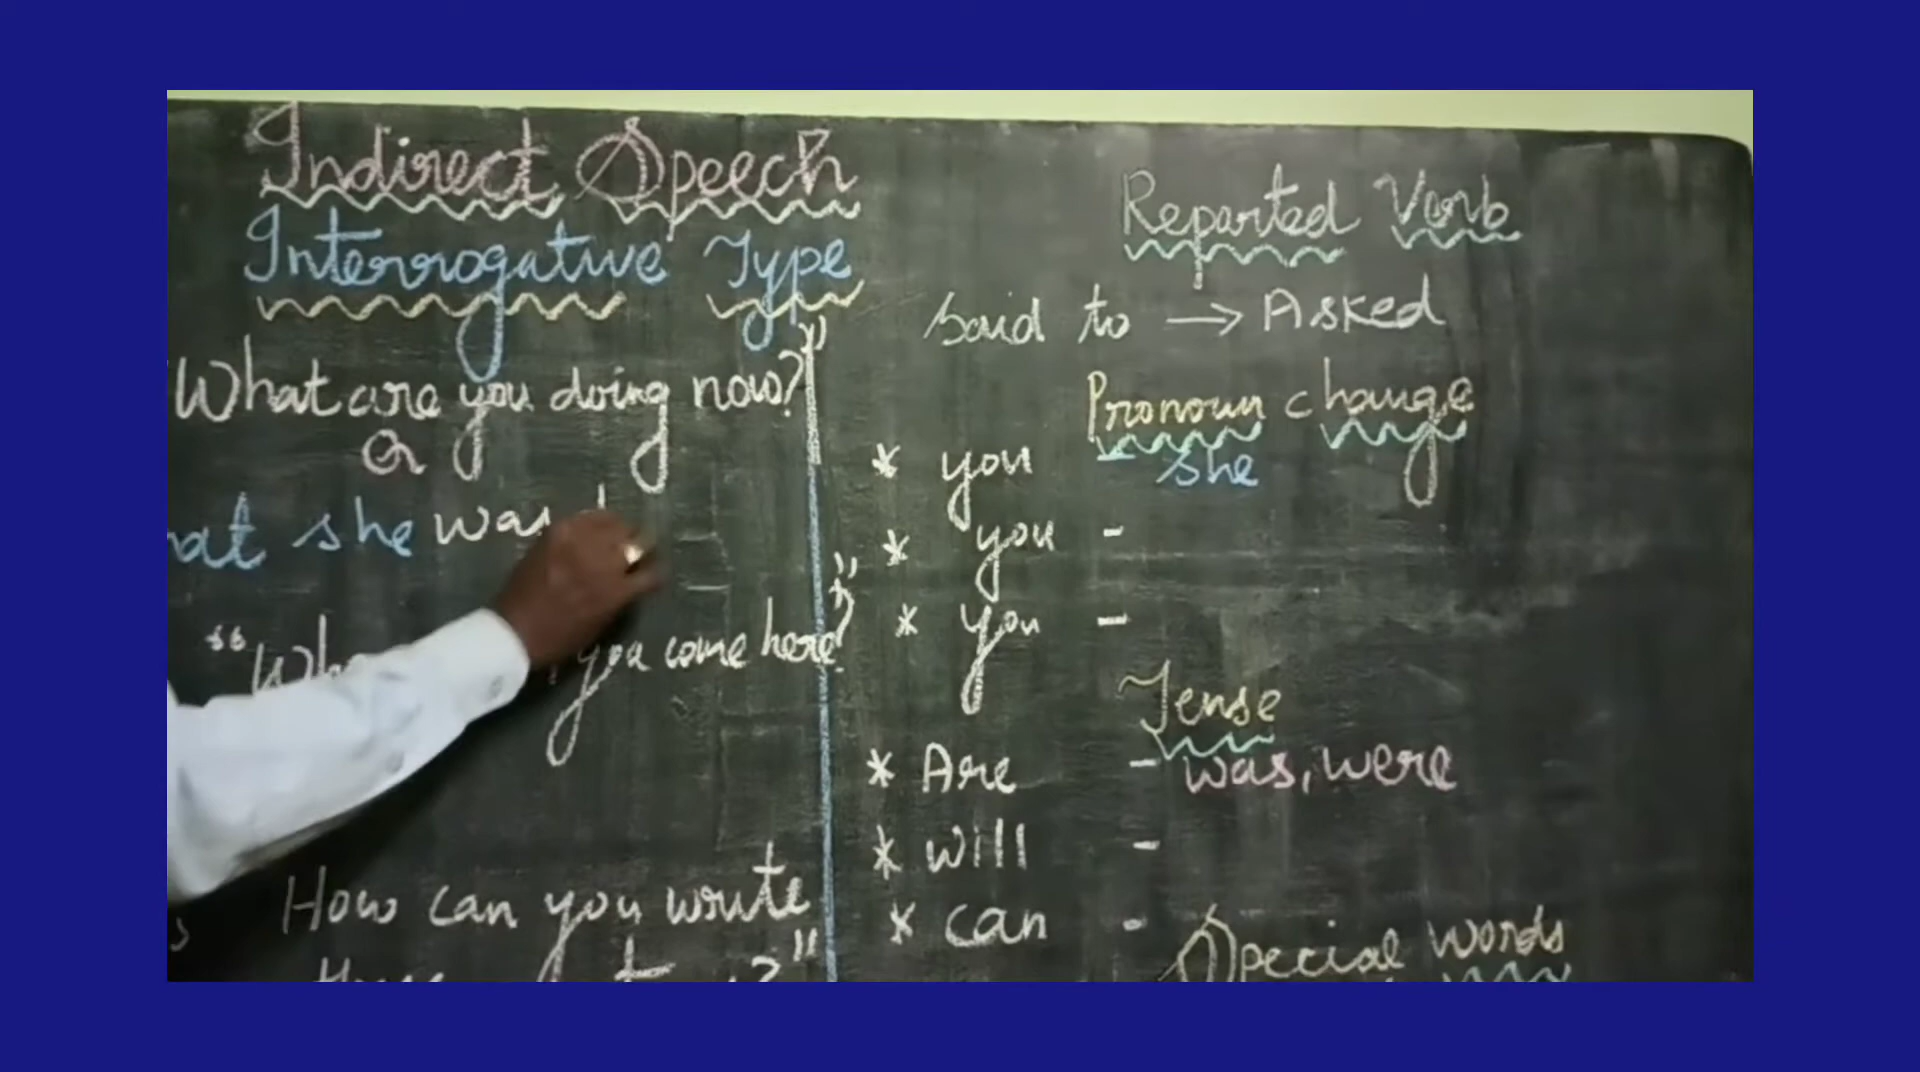 Indirect Speech
Interrogative Type
"What are you doing now?"
or
hat she was
"Wh you come here?"
How can you write
Reported Verb
said to → Asked
Pronoun change
* you - she
* you -
* you -
Tense
* Are - was, were
* will -
* can -
Special Words